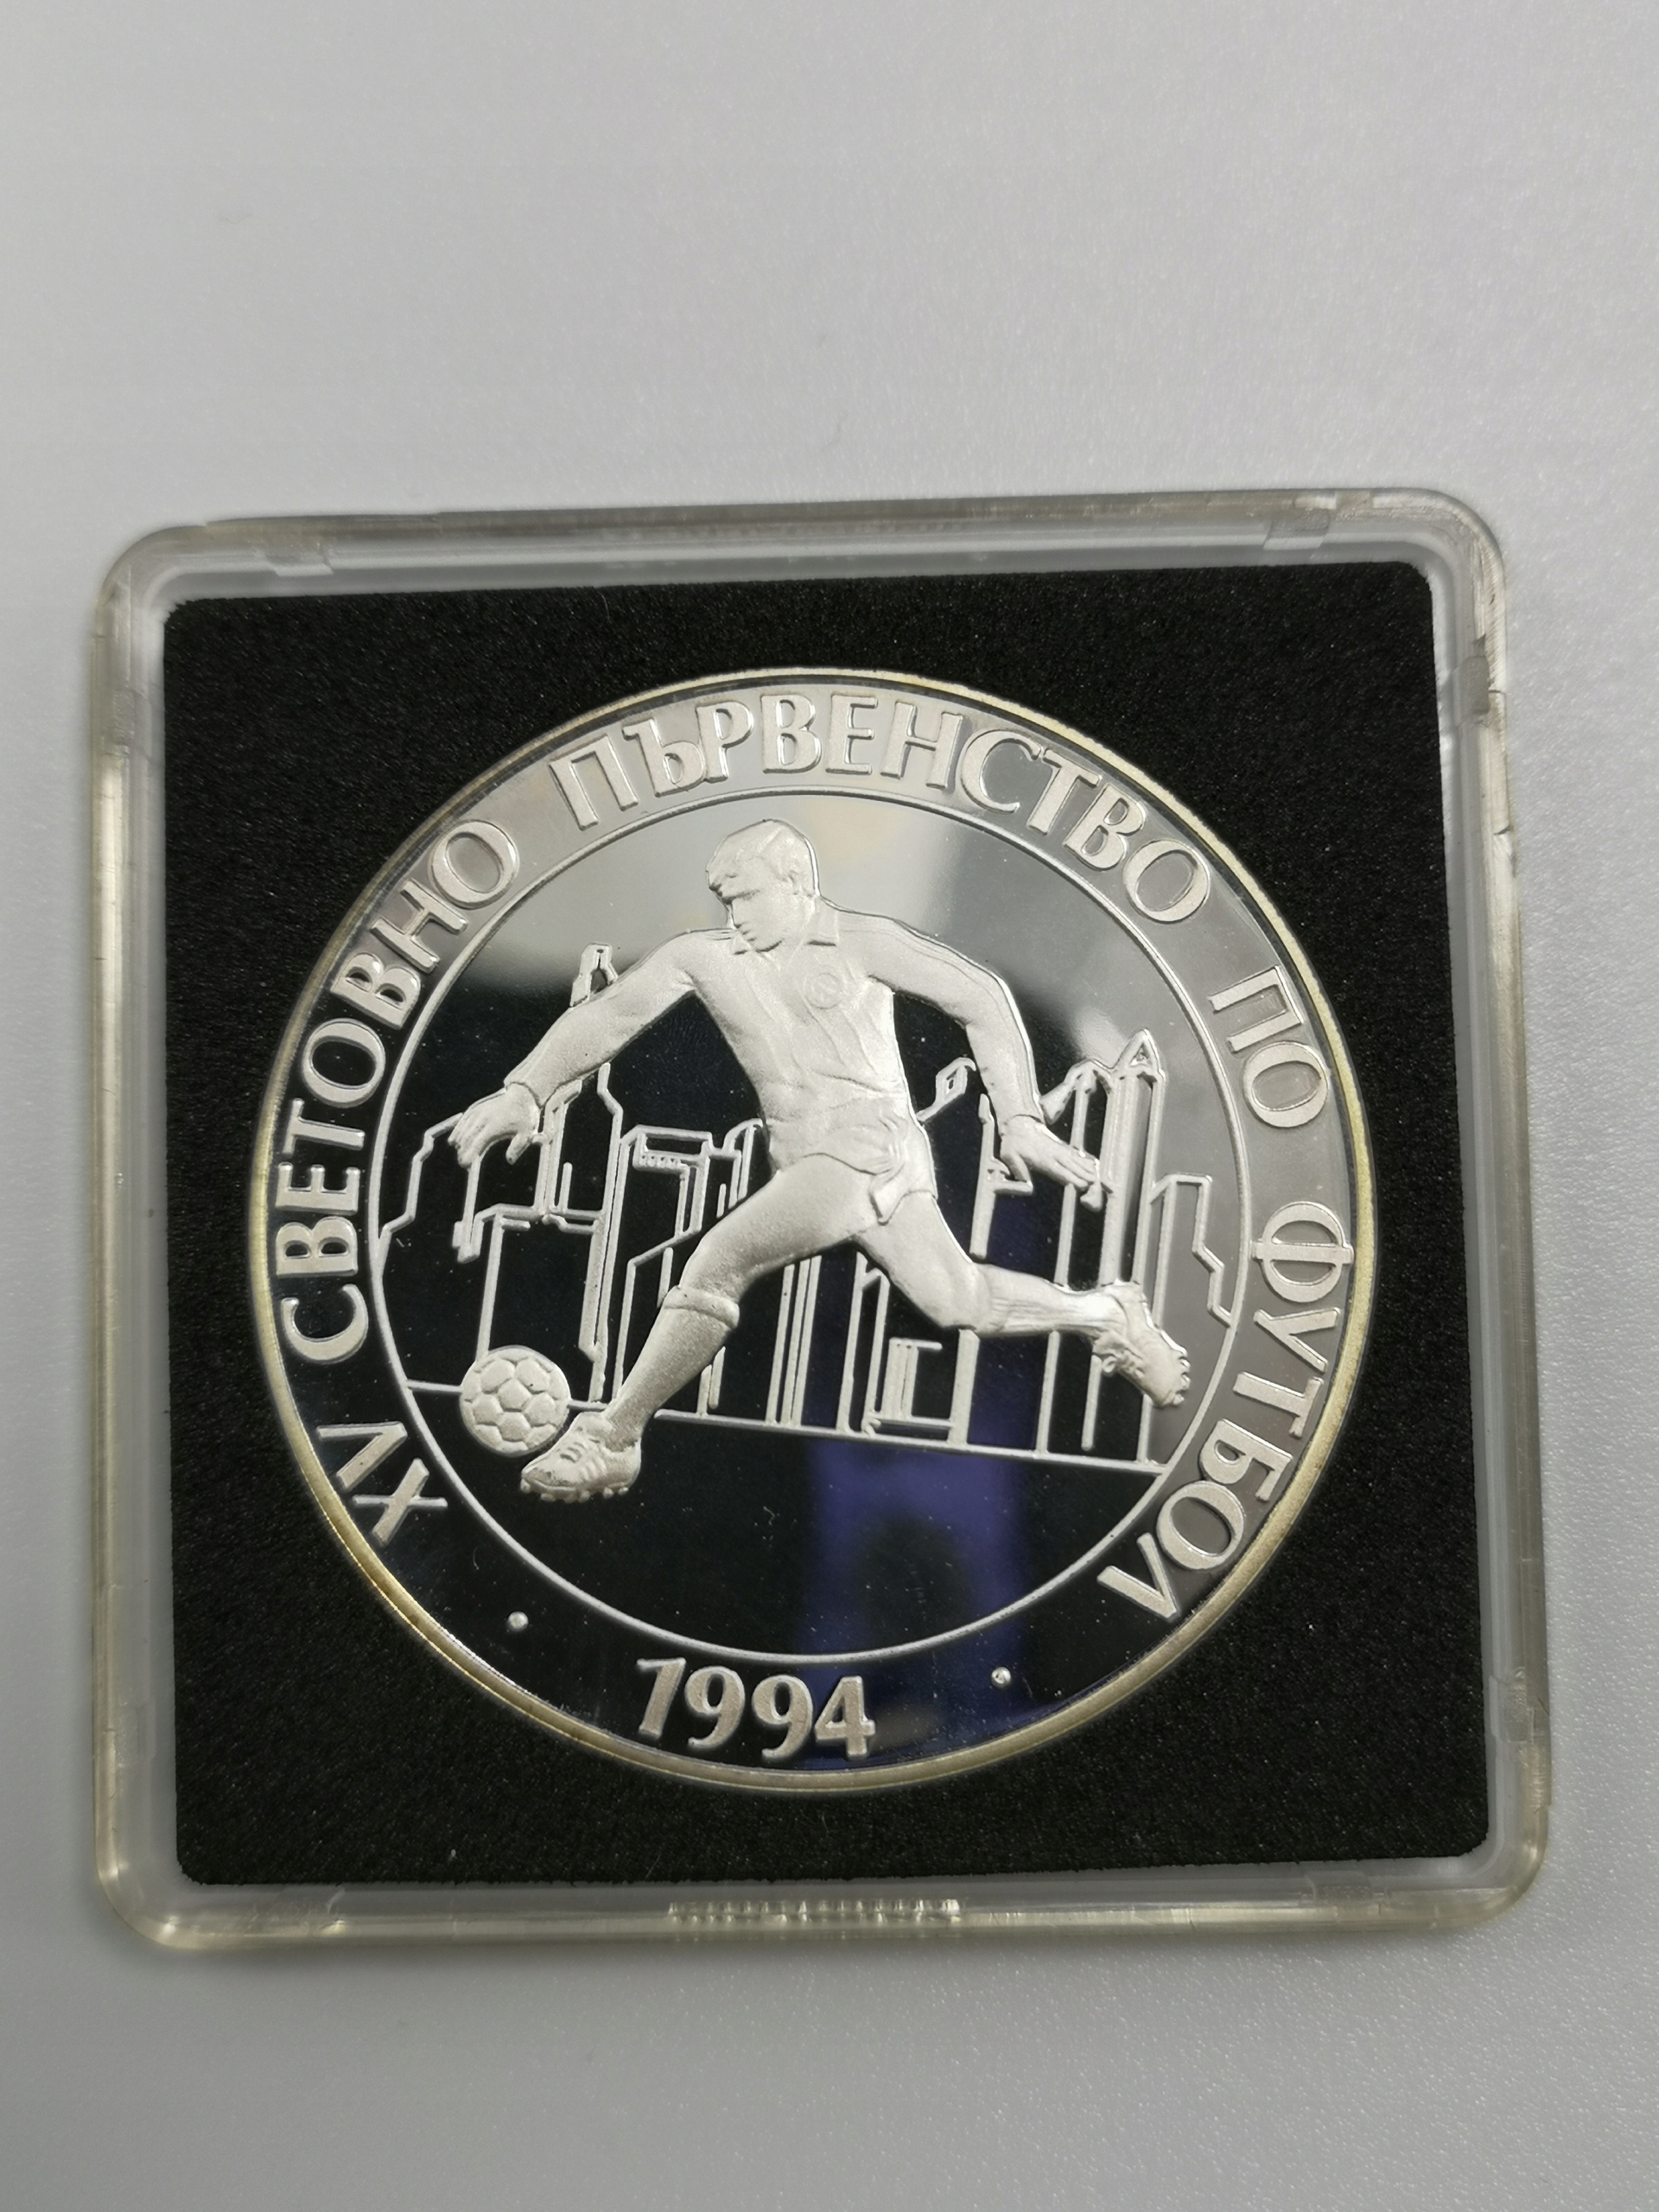 XV СВЕТОВНО ПЪРВЕНСТВО ПО ФУТБОЛ
1994